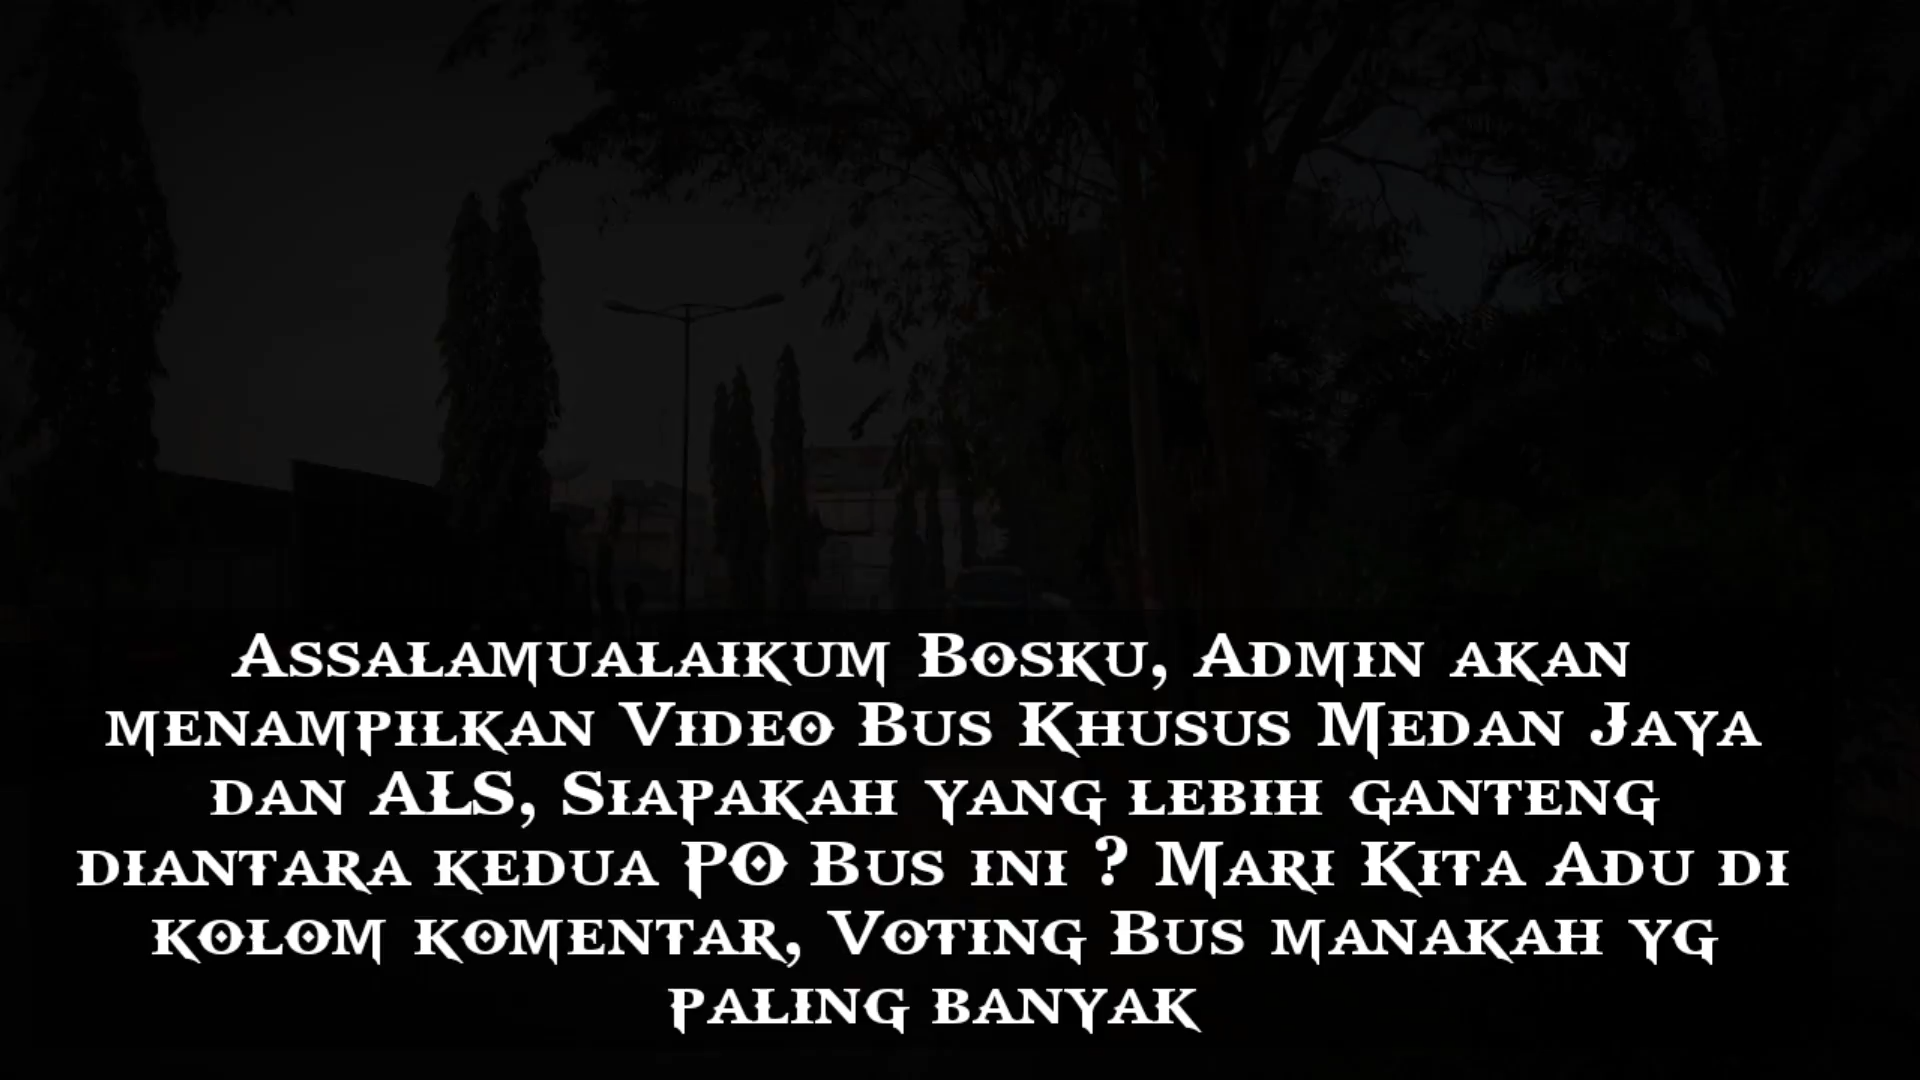 Assalamualaikum Bosku, Admin akan
menampilkan Video Bus Khusus Medan Jaya
dan ALS, Siapakah yang lebih ganteng
diantara kedua PO Bus ini ? Mari Kita Adu di
kolom komentar, Voting Bus manakah yg
paling banyak